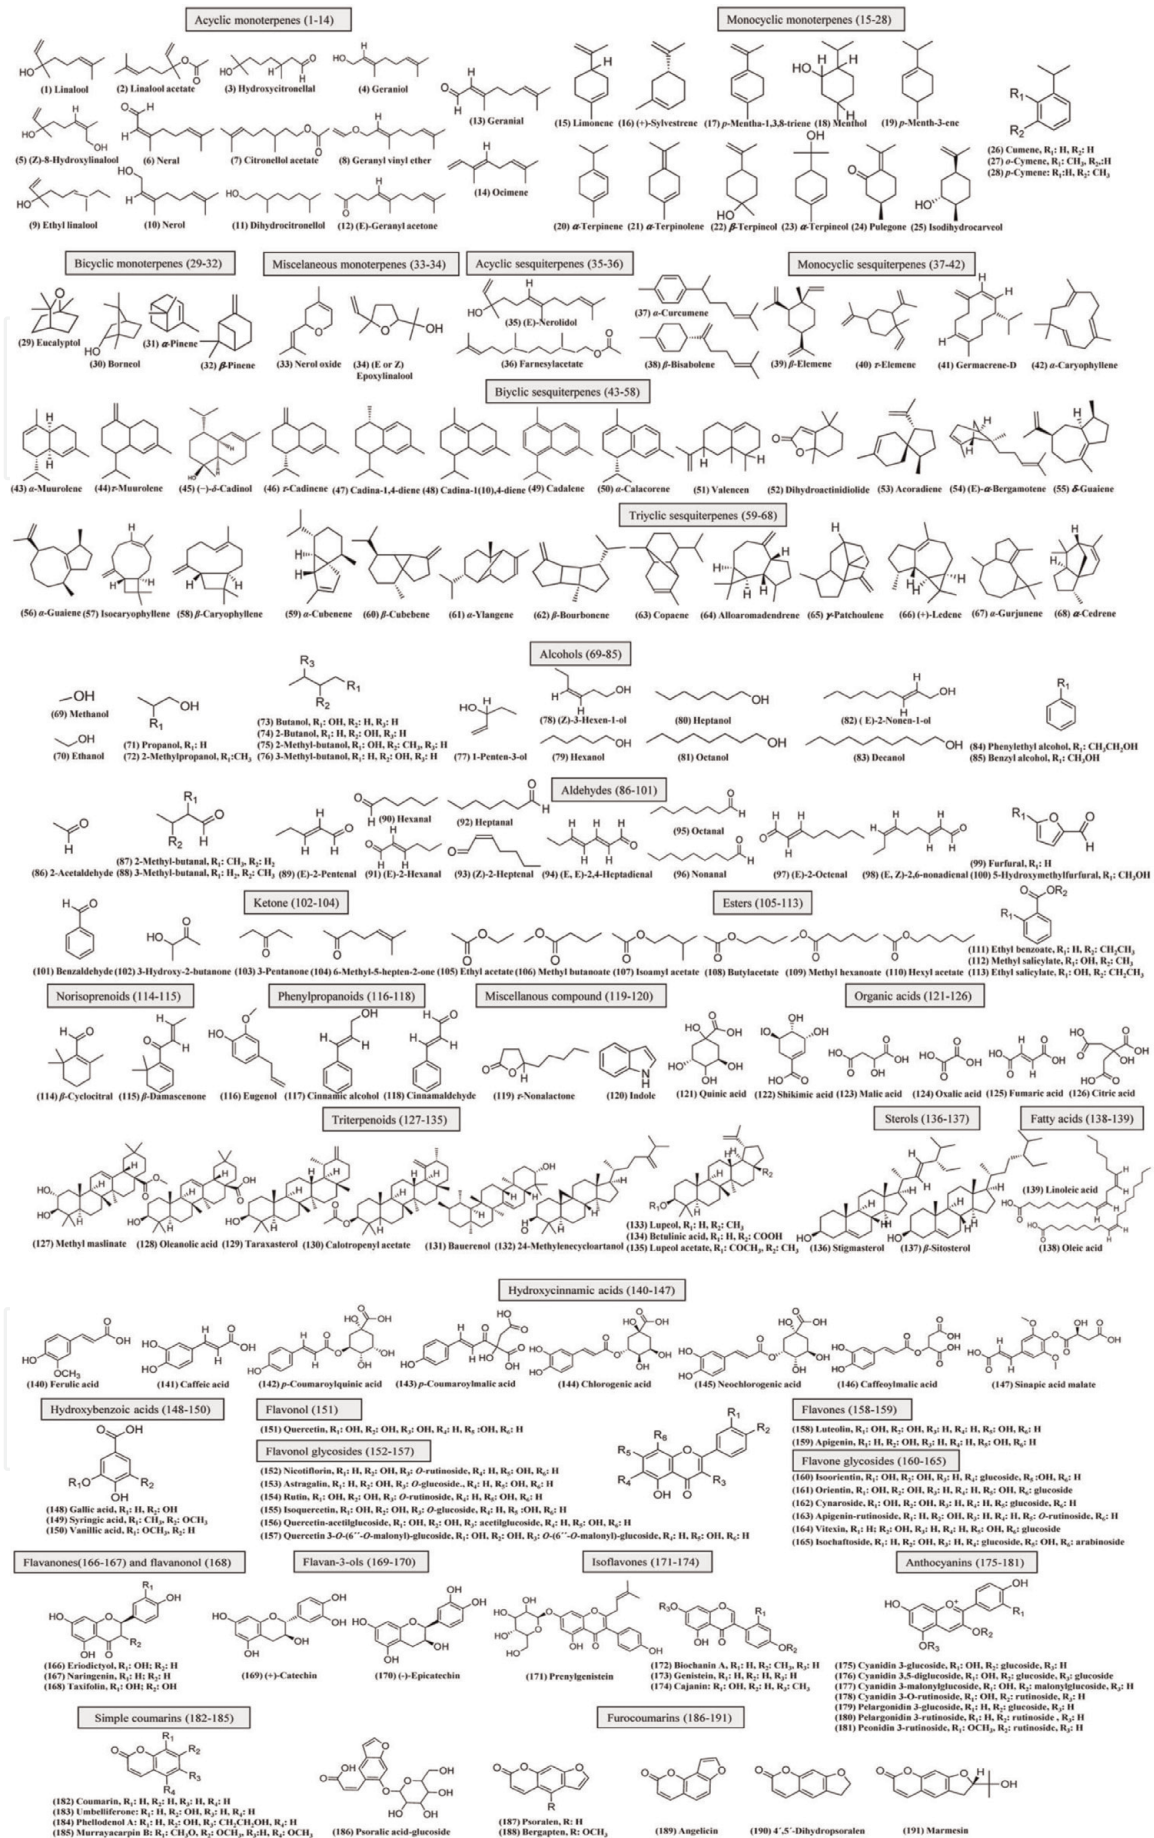 Acyclic monoterpenes (1-14)
Monocyclic monoterpenes (15-28)
(1) Linalool
(2) Linalool acetate
(3) Hydroxycitronellal
(4) Geraniol
(13) Geranial
(5) (Z)-8-Hydroxylinalool
(6) Neral
(7) Citronellol acetate
(8) Geranyl vinyl ether
(14) Ocimene
(9) Ethyl linalool
(10) Nerol
(11) Dihydrocitronellol
(12) (E)-Geranyl acetone
(15) Limonene
(16) (+)-Sylvestrene
(17) p-Mentha-1,3,8-triene
(18) Menthol
(19) p-Menth-3-ene
(20) α-Terpinene
(21) α-Terpinolene
(22) β-Terpineol
(23) α-Terpineol
(24) Pulegone
(25) Isodihydrocarveol
(26) Cumene, R1: H, R2: H
(27) o-Cymene, R1: CH3, R2,:H
(28) p-Cymene: R1:H, R2: CH3
Bicyclic monoterpenes (29-32)
Miscelaneous monoterpenes (33-34)
Acyclic sesquiterpenes (35-36)
Monocyclic sesquiterpenes (37-42)
(29) Eucalyptol
(30) Borneol
(31) α-Pinene
(32) β-Pinene
(33) Nerol oxide
(34) (E or Z)
Epoxylinalool
(35) (E)-Nerolidol
(36) Farnesylacetate
(37) α-Curcumene
(38) β-Bisabolene
(39) β-Elemene
(40) τ-Elemene
(41) Germacrene-D
(42) α-Caryophyllene
Biyclic sesquiterpenes (43-58)
(43) α-Muurolene
(44)τ-Muurolene
(45) (−)-δ-Cadinol
(46) τ-Cadinene
(47) Cadina-1,4-diene
(48) Cadina-1(10),4-diene
(49) Cadalene
(50) α-Calacorene
(51) Valencen
(52) Dihydroactinidiolide
(53) Acoradiene
(54) (E)-α-Bergamotene
(55) δ-Guaiene
Triyclic sesquiterpenes (59-68)
(56) α-Guaiene
(57) Isocaryophyllene
(58) β-Caryophyllene
(59) α-Cubenene
(60) β-Cubebene
(61) α-Ylangene
(62) β-Bourbonene
(63) Copaene
(64) Alloaromadendrene
(65) γ-Patchoulene
(66) (+)-Ledene
(67) α-Gurjunene
(68) α-Cedrene
Alcohols (69-85)
(69) Methanol
(70) Ethanol
(71) Propanol, R1: H
(72) 2-Methylpropanol, R1:CH3
(73) Butanol, R1: OH, R2: H, R3: H
(74) 2-Butanol, R1: H, R2: OH, R3: H
(75) 2-Methyl-butanol, R1: OH, R2: CH3, R3: H
(76) 3-Methyl-butanol, R1: H, R2: OH, R3: H
(77) 1-Penten-3-ol
(78) (Z)-3-Hexen-1-ol
(79) Hexanol
(80) Heptanol
(81) Octanol
(82) ( E)-2-Nonen-1-ol
(83) Decanol
(84) Phenylethyl alcohol, R1: CH3CH2OH
(85) Benzyl alcohol, R1: CH3OH
Aldehydes (86-101)
(86) 2-Acetaldehyde
(87) 2-Methyl-butanal, R1: CH3, R2: H2
(88) 3-Methyl-butanal, R1: H2, R2: CH3
(89) (E)-2-Pentenal
(90) Hexanal
(91) (E)-2-Hexanal
(92) Heptanal
(93) (Z)-2-Heptenal
(94) (E, E)-2,4-Heptadienal
(95) Octanal
(96) Nonanal
(97) (E)-2-Octenal
(98) (E, Z)-2,6-nonadienal
(99) Furfural, R1: H
(100) 5-Hydroxymethylfurfural, R1: CH3OH
Ketone (102-104)
Esters (105-113)
(101) Benzaldehyde
(102) 3-Hydroxy-2-butanone
(103) 3-Pentanone
(104) 6-Methyl-5-hepten-2-one
(105) Ethyl acetate
(106) Methyl butanoate
(107) Isoamyl acetate
(108) Butylacetate
(109) Methyl hexanoate
(110) Hexyl acetate
(111) Ethyl benzoate, R1: H, R2: CH2CH3
(112) Methyl salicylate, R1: OH, R2: CH3
(113) Ethyl salicylate, R1: OH, R2: CH2CH3
Norisoprenoids (114-115)
Phenylpropanoids (116-118)
Miscellanous compound (119-120)
Organic acids (121-126)
(114) β-Cyclocitral
(115) β-Damascenone
(116) Eugenol
(117) Cinnamic alcohol
(118) Cinnamaldehyde
(119) τ-Nonalactone
(120) Indole
(121) Quinic acid
(122) Shikimic acid
(123) Malic acid
(124) Oxalic acid
(125) Fumaric acid
(126) Citric acid
Triterpenoids (127-135)
Sterols (136-137)
Fatty acids (138-139)
(127) Methyl maslinate
(128) Oleanolic acid
(129) Taraxasterol
(130) Calotropenyl acetate
(131) Bauerenol
(132) 24-Methylenecycloartanol
(133) Lupeol, R1: H, R2: CH3
(134) Betulinic acid, R1: H, R2: COOH
(135) Lupeol acetate, R1: COCH3, R2: CH3
(136) Stigmasterol
(137) β-Sitosterol
(139) Linoleic acid
(138) Oleic acid
Hydroxycinnamic acids (140-147)
(140) Ferulic acid
(141) Caffeic acid
(142) p-Coumaroylquinic acid
(143) p-Coumaroylmalic acid
(144) Chlorogenic acid
(145) Neochlorogenic acid
(146) Caffeoylmalic acid
(147) Sinapic acid malate
Hydroxybenzoic acids (148-150)
(148) Gallic acid, R1: H, R2: OH
(149) Syringic acid, R1: CH3, R2: OCH3
(150) Vanillic acid, R1: OCH3, R2: H
Flavonol (151)
(151) Quercetin, R1: OH, R2: OH, R3: OH, R4: H, R5 :OH, R6: H
Flavonol glycosides (152-157)
(152) Nicotiflorin, R1: H, R2: OH, R3: O-rutinoside, R4: H, R5: OH, R6: H
(153) Astragalin, R1: H, R2: OH, R3: O-glucoside., R4: H, R5: OH, R6: H
(154) Rutin, R1: OH, R2: OH, R3: O-rutinoside, R4: H, R5: OH, R6: H
(155) Isoquercetin, R1: OH, R2: OH, R3: O-glucoside, R4: H, R5 :OH, R6: H
(156) Quercetin-acetilglucoside, R1: OH, R2: OH, R3: acetilglucoside, R4: H, R5: OH, R6: H
(157) Quercetin 3-O-(6´´-O-malonyl)-glucoside, R1: OH, R2: OH, R3: O-(6´´-O-malonyl)-glucoside, R4: H, R5: OH, R6: H
Flavones (158-159)
(158) Luteolin, R1: OH, R2: OH, R3: H, R4: H, R5: OH, R6: H
(159) Apigenin, R1: H, R2: OH, R3: H, R4: H, R5: OH, R6: H
Flavone glycosides (160-165)
(160) Isoorientin, R1: OH, R2: OH, R3: H, R4: glucoside, R5 :OH, R6: H
(161) Orientin, R1: OH, R2: OH, R3: H, R4: H, R5: OH, R6: glucoside
(162) Cynaroside, R1: OH, R2: OH, R3: H, R4: H, R5: glucoside, R6: H
(163) Apigenin-rutinoside, R1: H, R2: OH, R3: H, R4: H, R5: O-rutinoside, R6: H
(164) Vitexin, R1: H; R2: OH, R3: H, R4: H, R5: OH, R6: glucoside
(165) Isochaftoside, R1: H, R2: OH, R3: H, R4: glucoside, R5: OH, R6: arabinoside
Flavanones(166-167) and flavanonol (168)
Flavan-3-ols (169-170)
Isoflavones (171-174)
Anthocyanins (175-181)
(166) Eriodictyol, R1: OH; R2: H
(167) Naringenin, R1: H; R2: H
(168) Taxifolin, R1: OH; R2: OH
(169) (+)-Catechin
(170) (-)-Epicatechin
(171) Prenylgenistein
(172) Biochanin A, R1: H, R2: CH3, R3: H
(173) Genistein, R1: H, R2: H, R3: H
(174) Cajanin: R1: OH, R2: H, R3: CH3
(175) Cyanidin 3-glucoside, R1: OH, R2: glucoside, R3: H
(176) Cyanidin 3,5-diglucoside, R1: OH, R2: glucoside, R3: glucoside
(177) Cyanidin 3-malonylglucoside, R1: OH, R2: malonylglucoside, R3: H
(178) Cyanidin 3-O-rutinoside, R1: OH, R2: rutinoside, R3: H
(179) Pelargonidin 3-glucoside, R1: H, R2: glucoside, R3: H
(180) Pelargonidin 3-rutinoside, R1: H, R2: rutinoside , R3: H
(181) Peonidin 3-rutinoside, R1: OCH3, R2: rutinoside, R3: H
Simple coumarins (182-185)
Furocoumarins (186-191)
(182) Coumarin, R1: H, R2: H, R3: H, R4: H
(183) Umbelliferone: R1: H, R2: OH, R3: H, R4: H
(184) Phellodenol A: R1: H, R2: OH, R3: CH2CH2OH, R4: H
(185) Murrayacarpin B: R1: CH3O, R2: OCH3, R3:H, R4: OCH3
(186) Psoralic acid-glucoside
(187) Psoralen, R: H
(188) Bergapten, R: OCH3
(189) Angelicin
(190) 4´,5´-Dihydropsoralen
(191) Marmesin